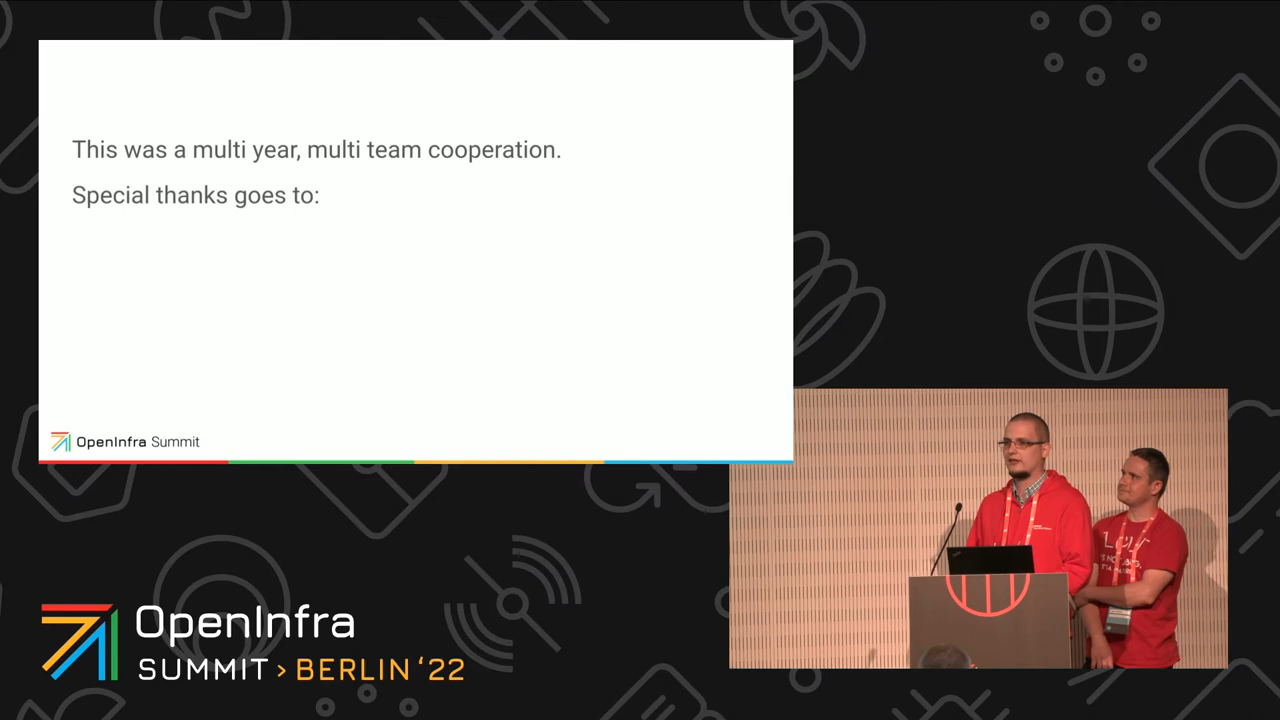 This was a multi year, multi team cooperation.
Special thanks goes to:
OpenInfra Summit
OpenInfra
SUMMIT > BERLIN '22